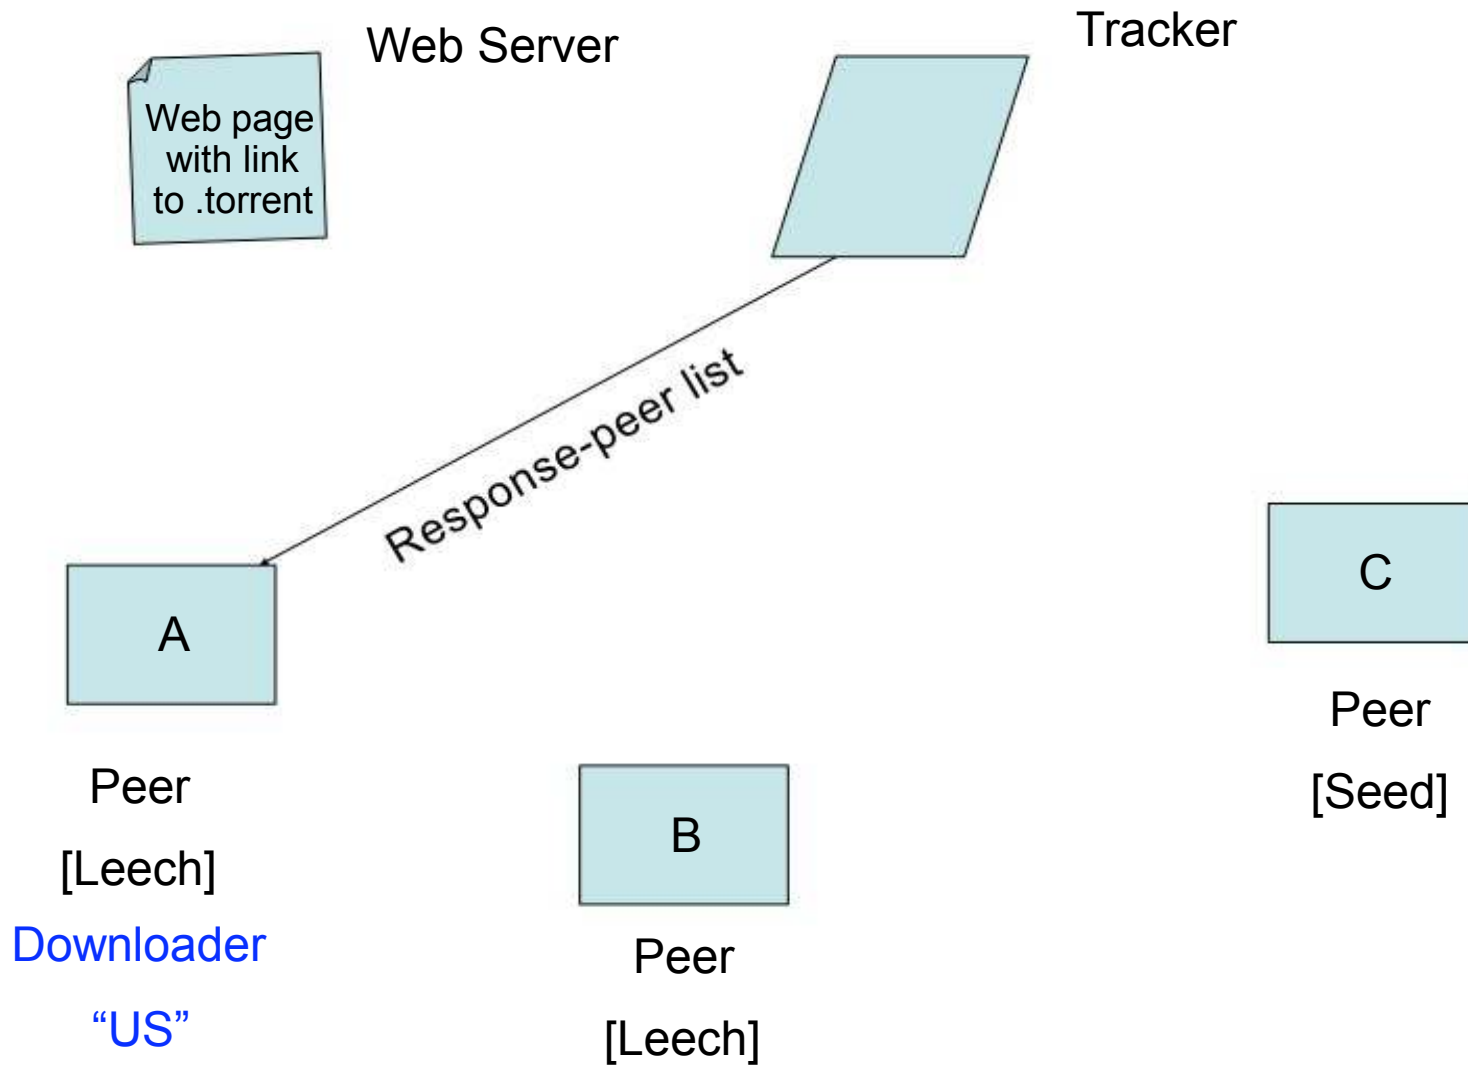 Web Server
Tracker
Web page
with link
to .torrent
Response-peer list
A
Peer
[Leech]
Downloader
“US”
B
Peer
[Leech]
C
Peer
[Seed]